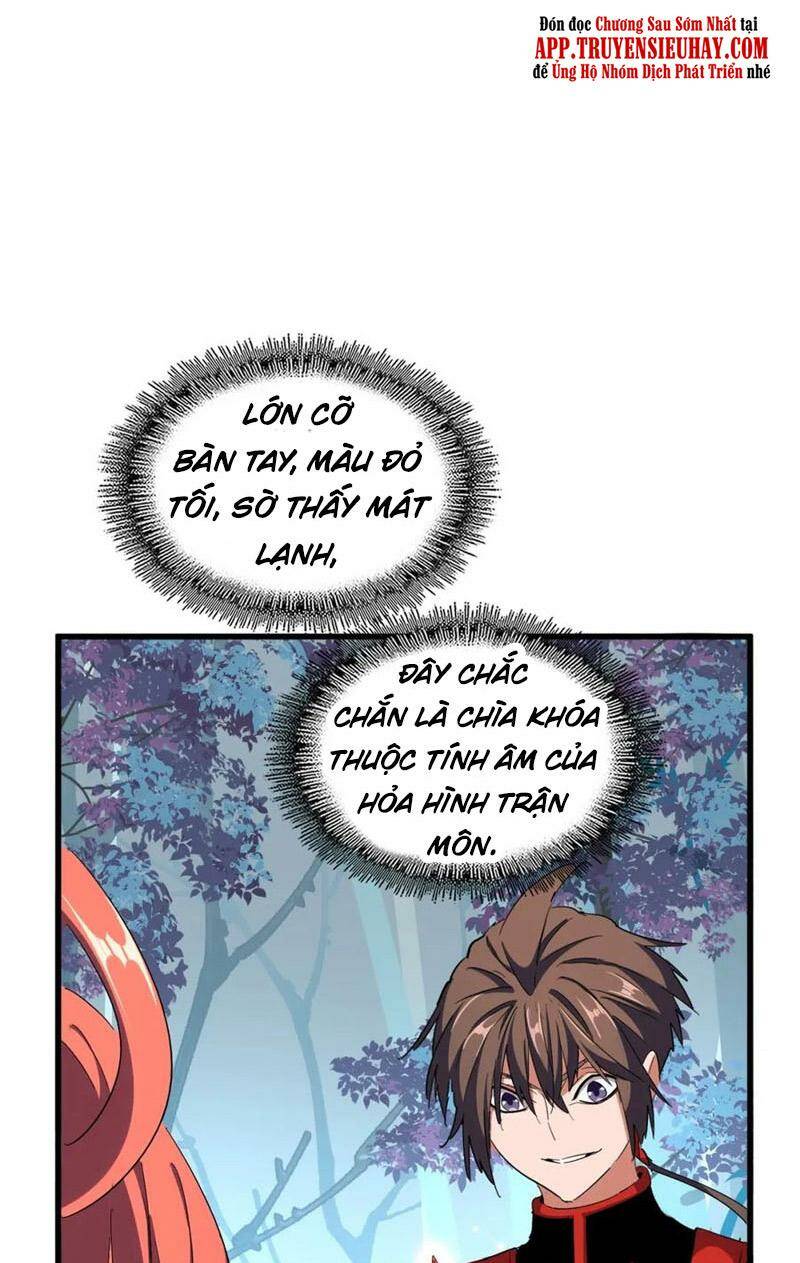 Đón đọc Chương Sau Sớm Nhất tại
APP.TRUYENSIEUHAY.COM
để Ủng Hộ Nhóm Dịch Phát Triển nhé
LỚN CỠ
BÀN TAY, MÀU ĐỎ
TỐI, SỜ THẤY MÁT
LẠNH,
ĐÂY CHẮC
CHẮN LÀ CHÌA KHÓA
THUỘC TÍNH ÂM CỦA
HỎA HÌNH TRẬN
MÔN.